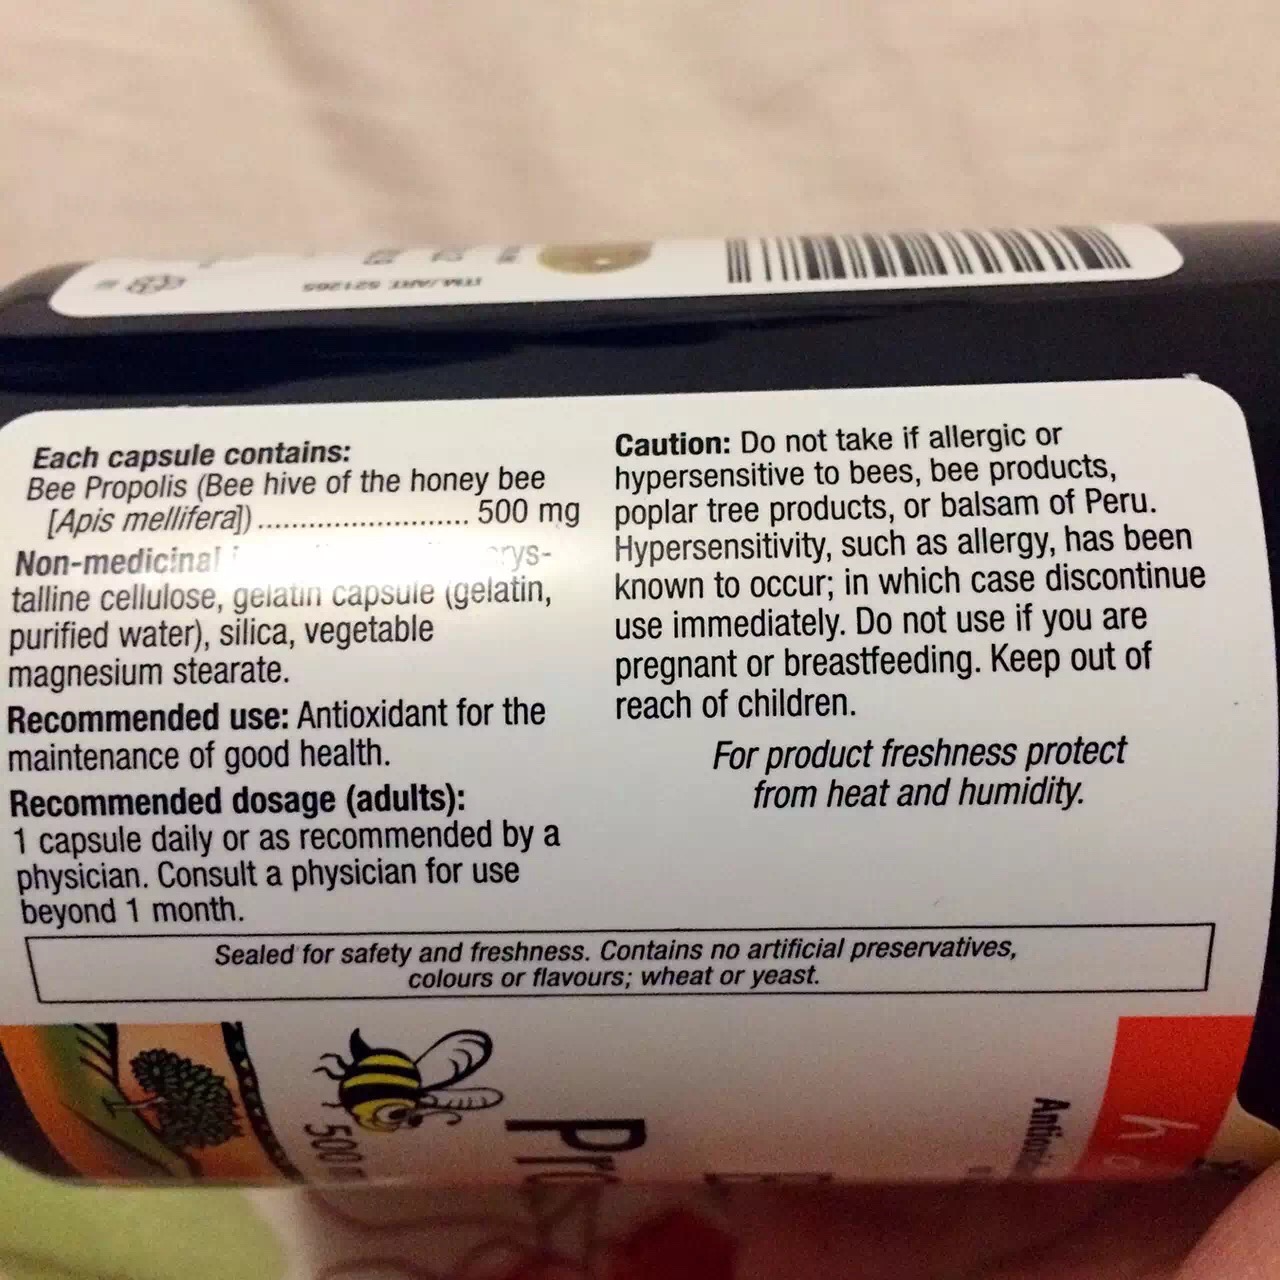 ITM./ART. 521265
Each capsule contains:
Bee Propolis (Bee hive of the honey bee
[Apis mellifera]) ......................... 500 mg
Non-medicinal
rys-
talline cellulose, gelatin capsule (gelatin,
purified water), silica, vegetable
magnesium stearate.
Recommended use: Antioxidant for the
maintenance of good health.
Recommended dosage (adults):
1 capsule daily or as recommended by a
physician. Consult a physician for use
beyond 1 month.
Caution: Do not take if allergic or
hypersensitive to bees, bee products,
poplar tree products, or balsam of Peru.
Hypersensitivity, such as allergy, has been
known to occur; in which case discontinue
use immediately. Do not use if you are
pregnant or breastfeeding. Keep out of
reach of children.
For product freshness protect
from heat and humidity.
Sealed for safety and freshness. Contains no artificial preservatives,
colours or flavours; wheat or yeast.
500